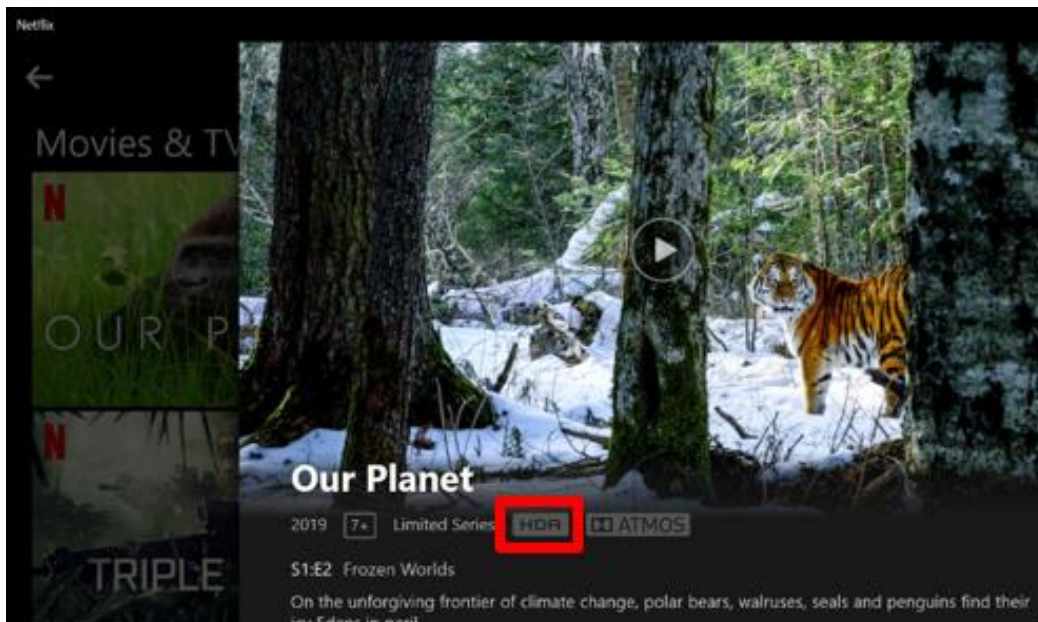 Netflix
Movies & TV
N
OUR P
N
TRIPLE
Our Planet
2019 7+ Limited Series HDR ATMOS
S1:E2 Frozen Worlds
On the unforgiving frontier of climate change, polar bears, walruses, seals and penguins find their